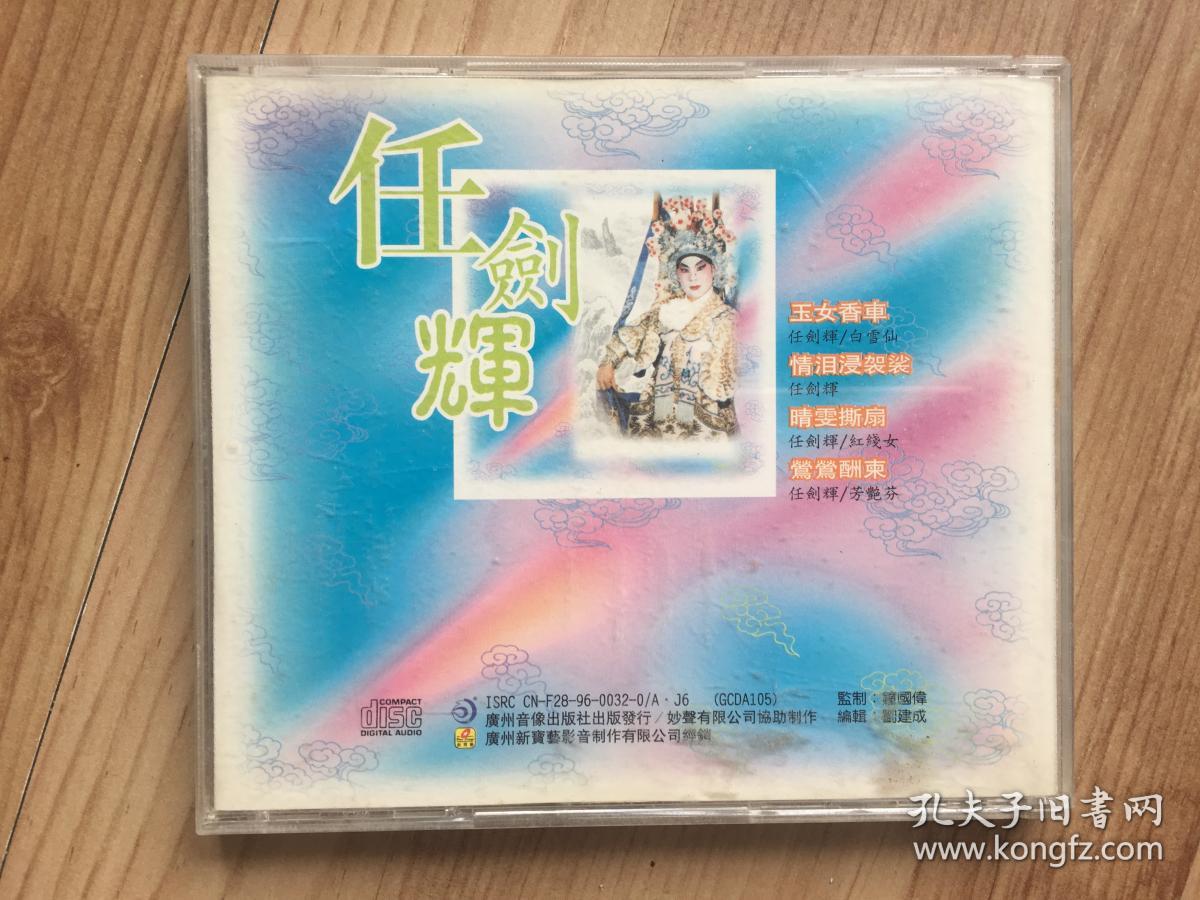 任
劍
輝
玉女香車
任劍輝/白雪仙
情泪浸袈裟
任劍輝
晴雯撕扇
任劍輝/紅綫女
鶯鶯酬柬
任劍輝/芳艷芬
COMPACT
disc
DIGITAL AUDIO
ISRC CN-F28-96-0032-0/A·J6 (GCDA105)
廣州音像出版社出版發行/妙聲有限公司協助制作
廣州新寶藝影音制作有限公司經銷
監制:鍾國偉
編輯:劉建成
孔夫子旧书网
www.kongfz.com